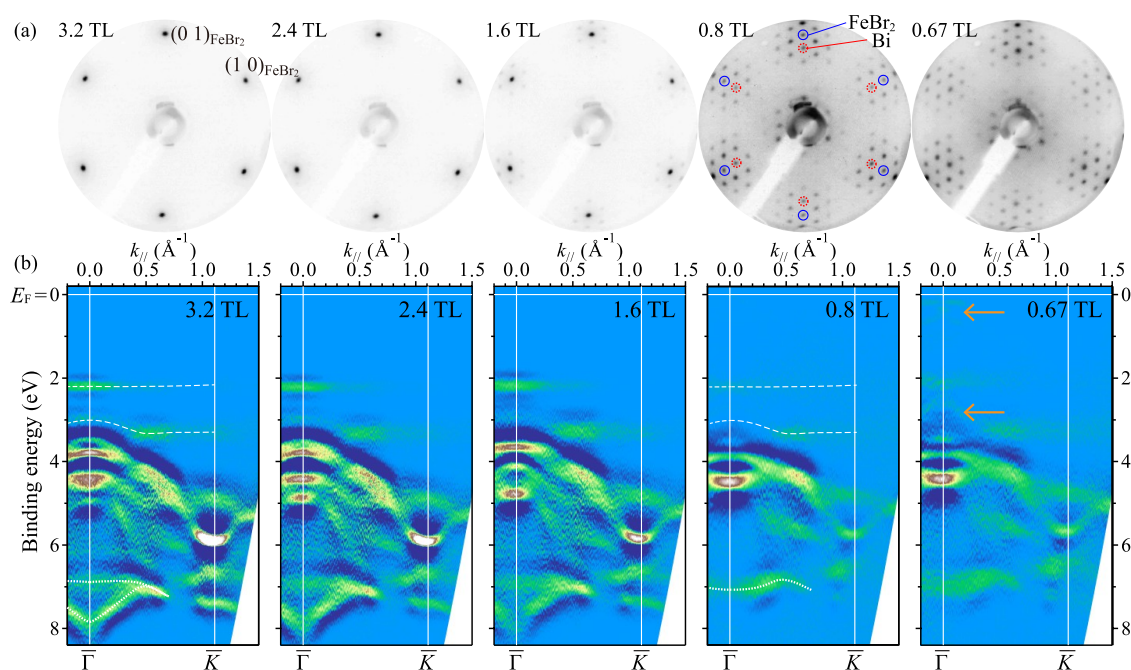 (a)
3.2 TL
(0 1)FeBr2
(1 0)FeBr2
2.4 TL
1.6 TL
0.8 TL
FeBr2
Bi
0.67 TL
k// (Å-1) k// (Å-1) k// (Å-1) k// (Å-1) k// (Å-1)
(b)
0.0 0.5 1.0 1.5 0.0 0.5 1.0 1.5 0.0 0.5 1.0 1.5 0.0 0.5 1.0 1.5 0.0 0.5 1.0 1.5
EF = 0
3.2 TL 2.4 TL 1.6 TL 0.8 TL 0.67 TL
0
2 2
4 4
6 6
8 8
Binding energy (eV)
Γ̅ K̅ Γ̅ K̅ Γ̅ K̅ Γ̅ K̅ Γ̅ K̅